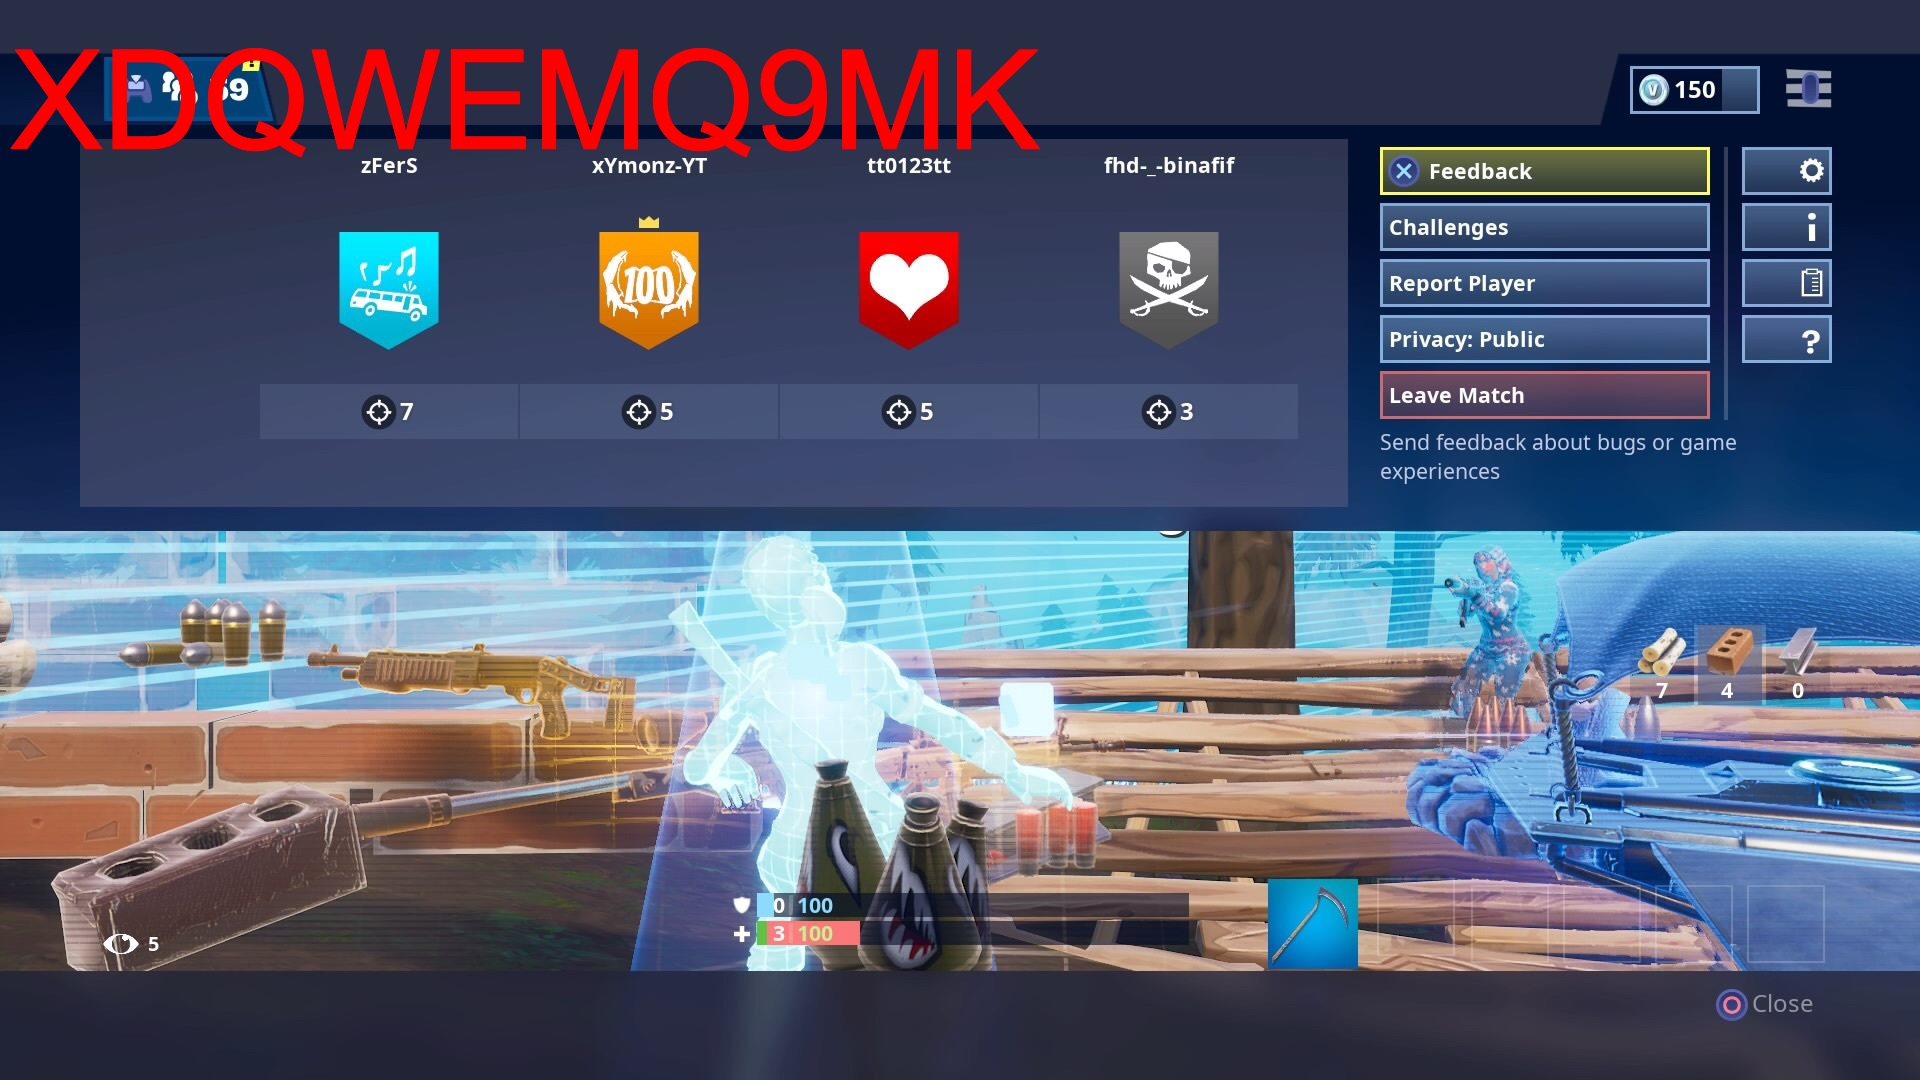 XDQWEMQ9MK
150
zFerS
xYmonz-YT
tt0123tt
fhd-_-binafif
100
7
5
5
3
Feedback
Challenges
Report Player
Privacy: Public
Leave Match
Send feedback about bugs or game
experiences
7 4 0
0 100
3 100
5
Close